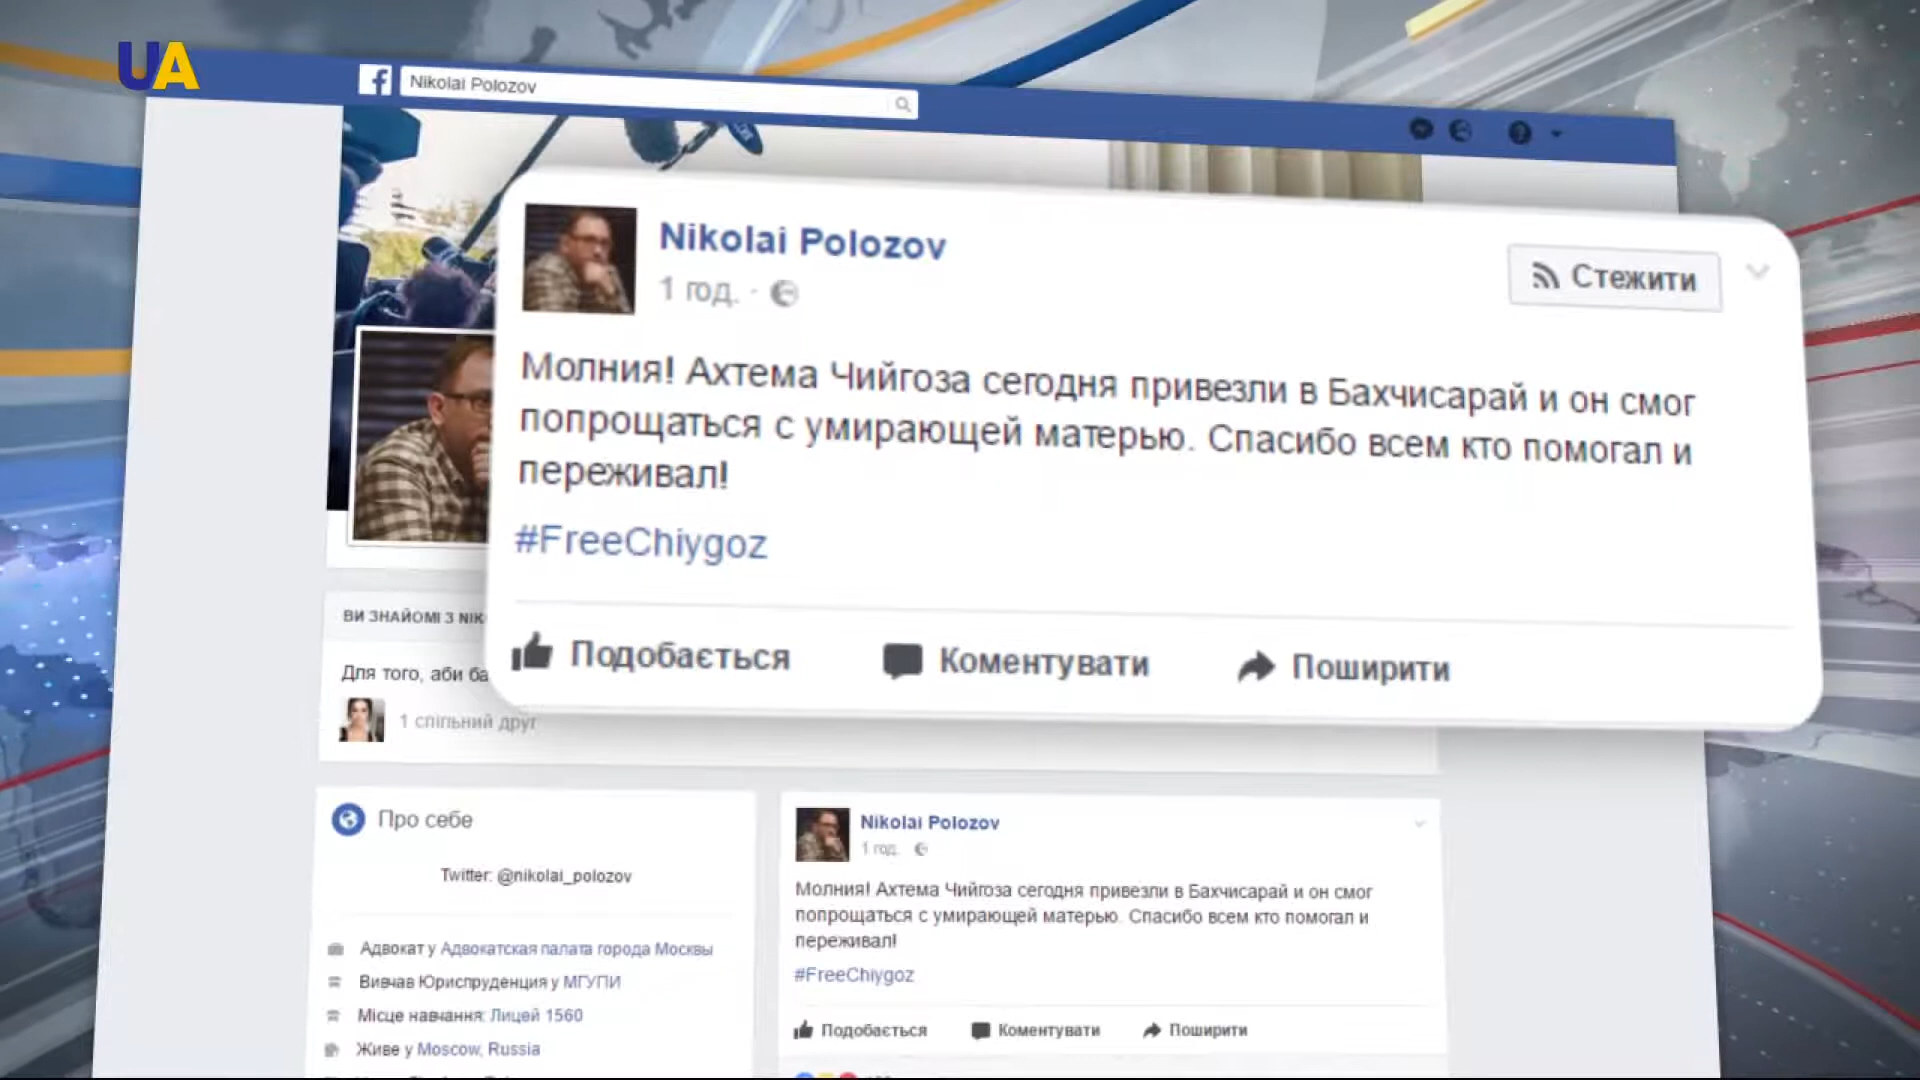 UA
Nikolai Polozov
Nikolai Polozov
1 год.
Стежити
Молния! Ахтема Чийгоза сегодня привезли в Бахчисарай и он смог
попрощаться с умирающей матерью. Спасибо всем кто помогал и
переживал!
#FreeChiygoz
Подобається Коментувати Поширити
ВИ ЗНАЙОМІ З NIK
Для того, аби ба
1 спільний друг
Про себе
Twitter: @nikolai_polozov
Адвокат у Адвокатская палата города Москвы
Вивчав Юриспруденция у МГУПИ
Місце навчання: Лицей 1560
Живе у Moscow, Russia
Nikolai Polozov
1 год.
Молния! Ахтема Чийгоза сегодня привезли в Бахчисарай и он смог
попрощаться с умирающей матерью. Спасибо всем кто помогал и
переживал!
#FreeChiygoz
Подобається Коментувати Поширити